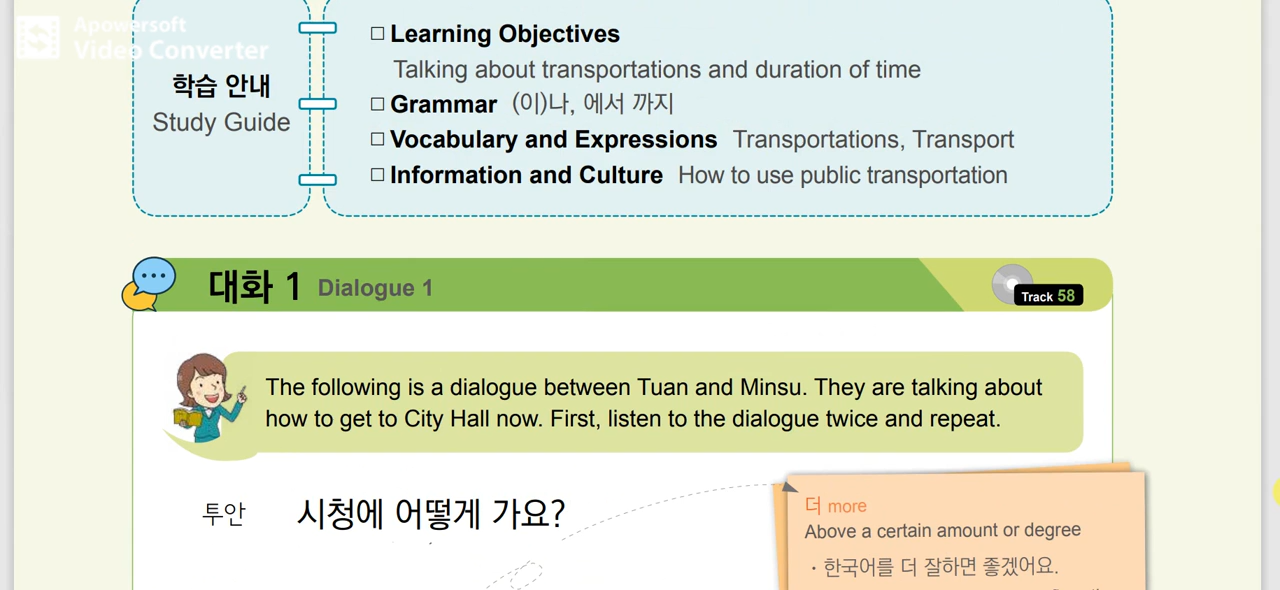 Apowersoft
Video Converter
학습 안내
Study Guide
□ Learning Objectives
Talking about transportations and duration of time
□ Grammar (이)나, 에서 까지
□ Vocabulary and Expressions Transportations, Transport
□ Information and Culture How to use public transportation
대화 1 Dialogue 1
Track 58
The following is a dialogue between Tuan and Minsu. They are talking about
how to get to City Hall now. First, listen to the dialogue twice and repeat.
투안 시청에 어떻게 가요?
더 more
Above a certain amount or degree
· 한국어를 더 잘하면 좋겠어요.